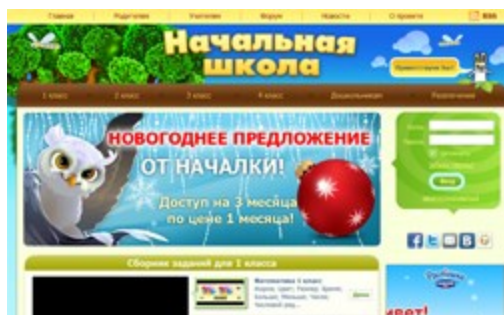 Главная Родителям Учителям Форум Новости О проекте RSS
Начальная
школа
1 класс 2 класс 3 класс 4 класс Дошкольникам Развлечения
НОВОГОДНЕЕ ПРЕДЛОЖЕНИЕ
ОТ НАЧАЛКИ!
Доступ на 3 месяца
по цене 1 месяца!
Вход
Сборник заданий для 1 класса
Математика 1 класс